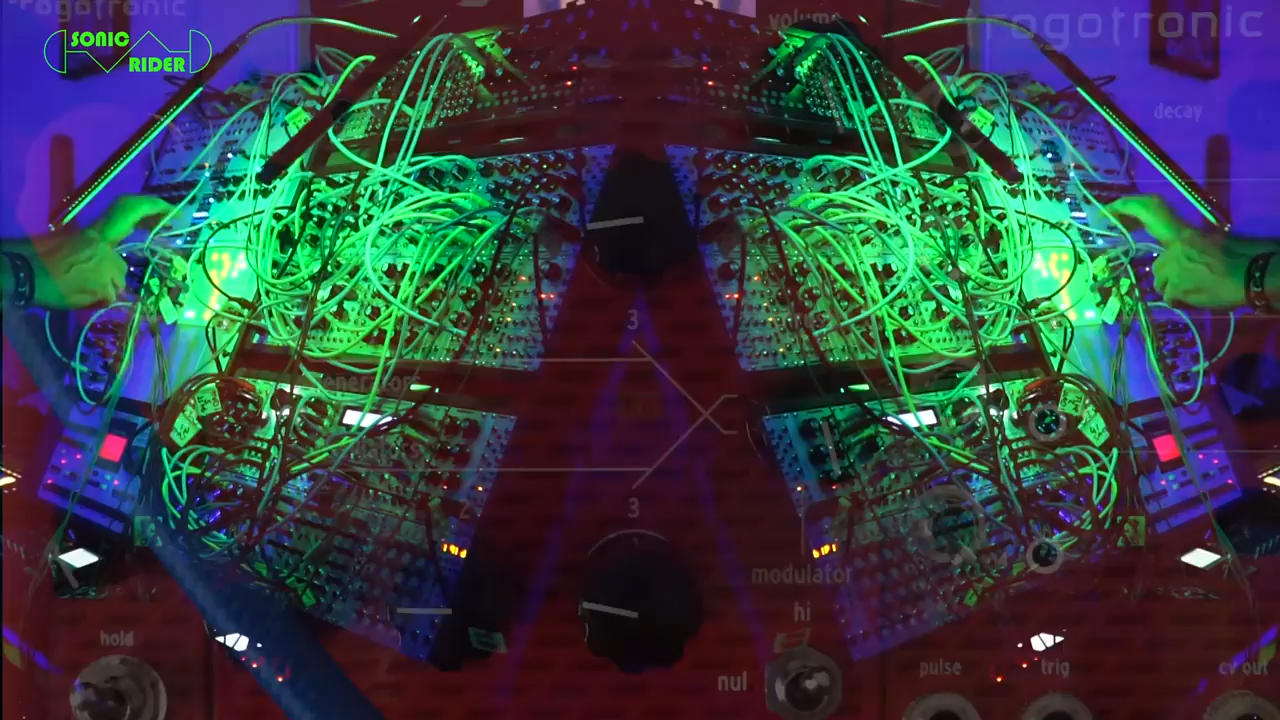 SONIC
RIDER
rogotronic
volume
rogotronic
decay
3
3
modulator
hi
hold
pulse
trig
cv out
nul